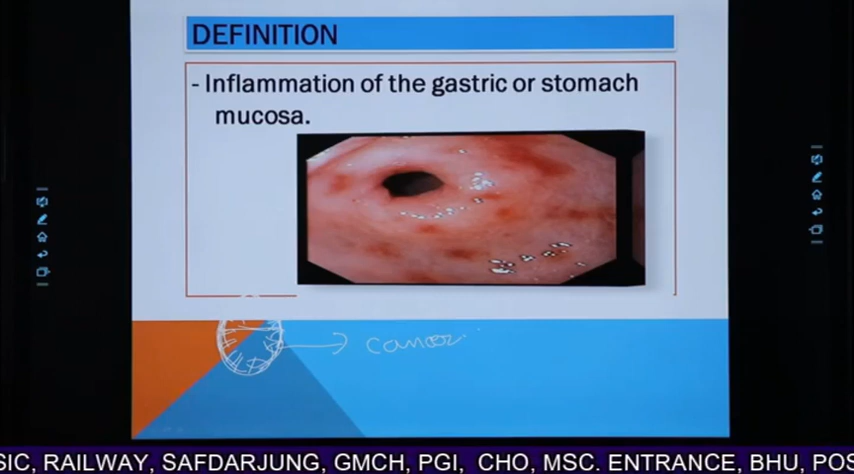 DEFINITION
- Inflammation of the gastric or stomach
mucosa.
cancer
SIC, RAILWAY, SAFDARJUNG, GMCH, PGI, CHO, MSC. ENTRANCE, BHU, POS